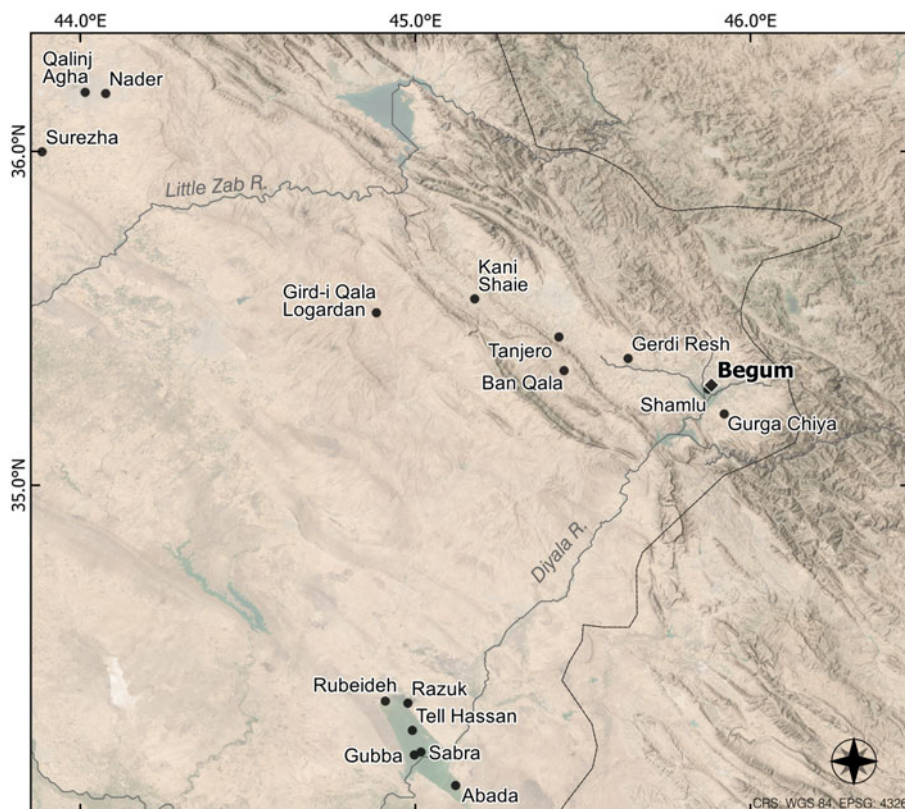 44.0°E
45.0°E
46.0°E
Qalinj
Agha
Nader
36.0°N
Surezha
Little Zab R.
Kani
Shaie
Gird-i Qala
Logardan
Tanjero
Gerdi Resh
Ban Qala
Begum
Shamlu
Gurga Chiya
35.0°N
Diyala R.
Rubeideh
Razuk
Tell Hassan
Gubba
Sabra
Abada
CRS: WGS 84, EPSG: 4326